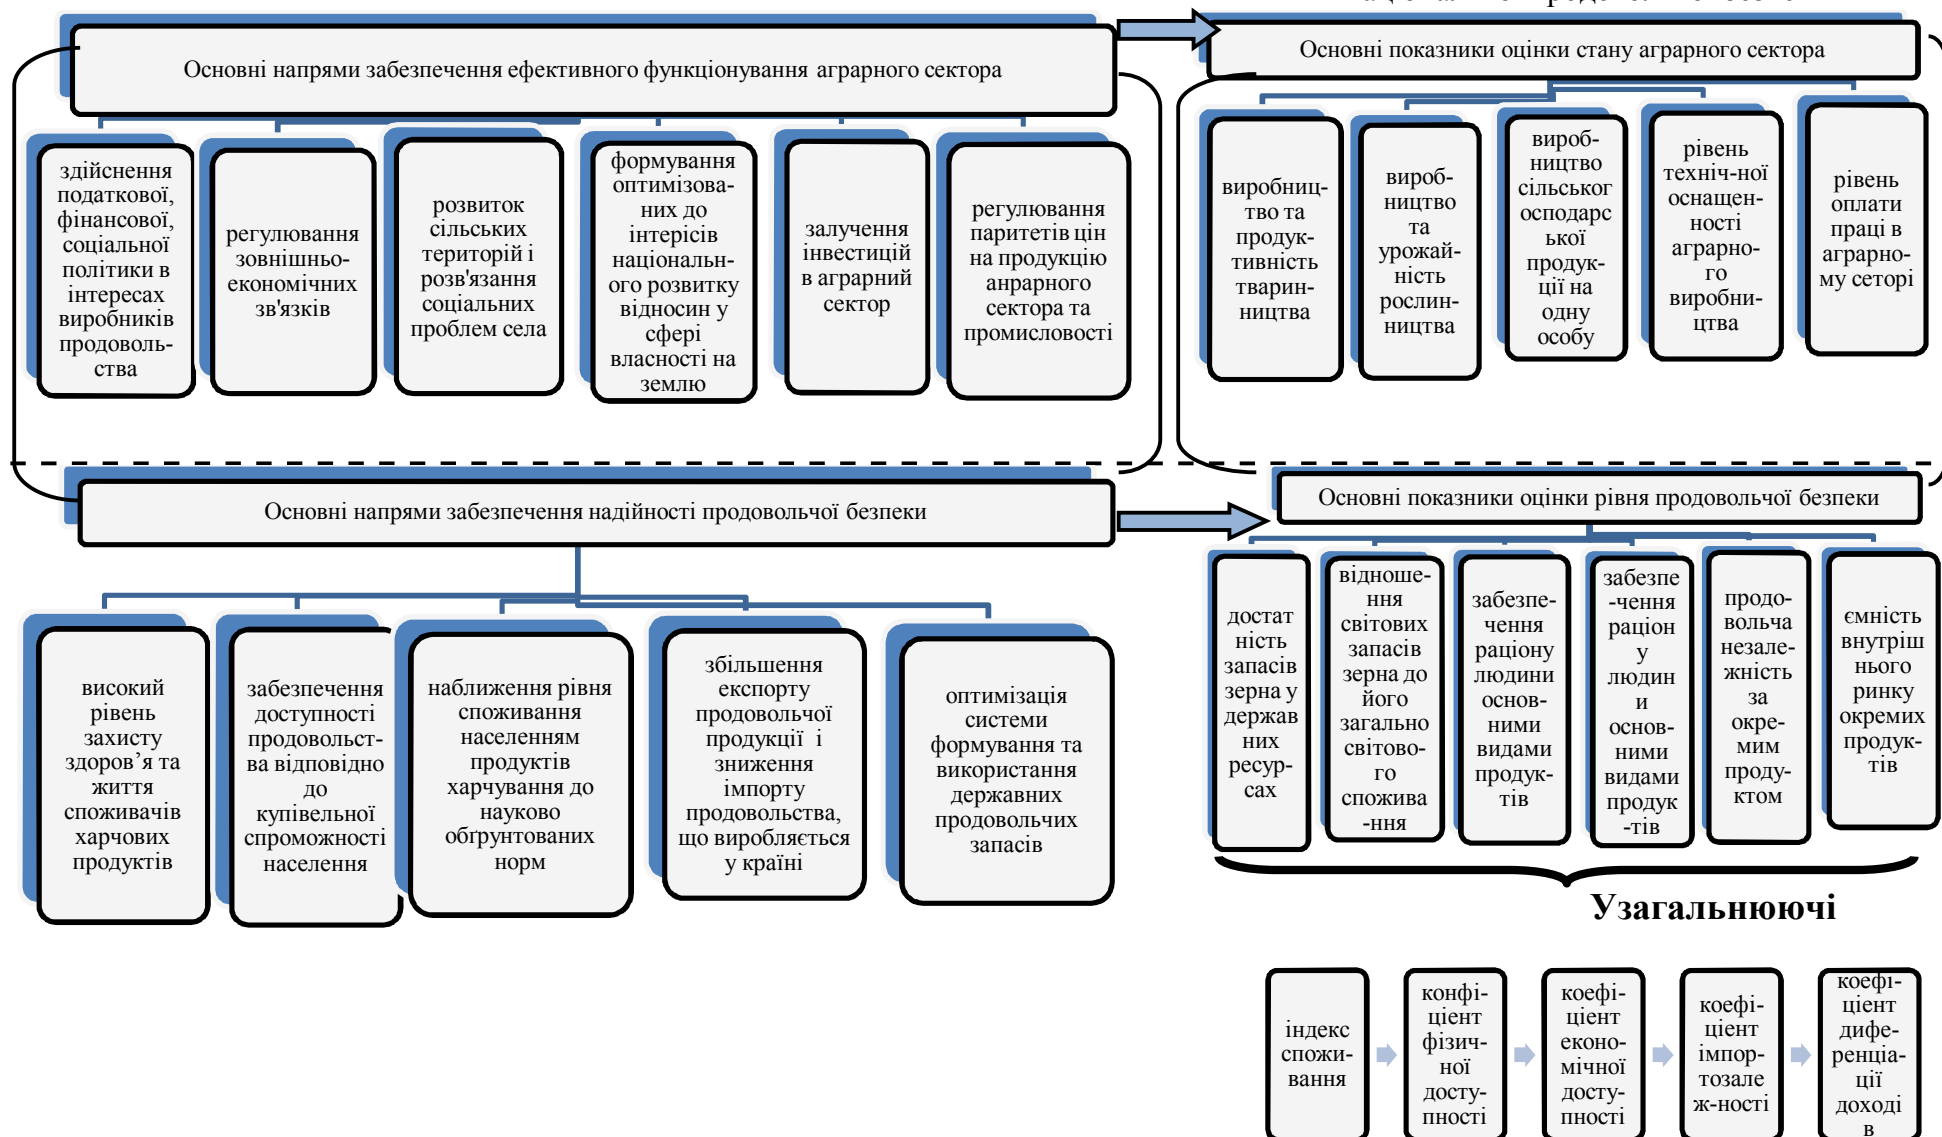 Основні напрями забезпечення ефективного функціонування аграрного сектора
Основні показники оцінки стану аграрного сектора
здійснення
податкової,
фінансової,
соціальної
політики в
інтересах
виробників
продоволь-
ства
регулювання
зовнішньо-
економічних
зв'язків
розвиток
сільських
територій і
розв'язання
соціальних
проблем села
формування
оптимізова-
них до
інтерісів
національн-
ого розвитку
відносин у
сфері
власності на
землю
залучення
інвестицій
в аграрний
сектор
регулювання
паритетів цін
на продукцію
анрарного
сектора та
промисловості
виробниц-
тво та
продук-
тивність
тварин-
ництва
вироб-
ництво
та
урожай-
ність
рослин-
ництва
вироб-
ництво
сільськог
осподарс
ької
продук-
ції на
одну
особу
рівень
техніч-ної
оснащен-
ності
аграрно-
го
виробни-
цтва
рівень
оплати
праці в
аграрно-
му сеторі
Основні напрями забезпечення надійності продовольчої безпеки
Основні показники оцінки рівня продовольчої безпеки
високий
рівень
захисту
здоров’я та
життя
споживачів
харчових
продуктів
забезпечення
доступності
продовольст-
ва відповідно
до
купівельної
спроможності
населення
наближення рівня
споживання
населенням
продуктів
харчування до
науково
обґрунтованих
норм
збільшення
експорту
продовольчої
продукції і
зниження
імпорту
продовольства,
що виробляється
у країні
оптимізація
системи
формування та
використання
державних
продовольчих
запасів
достат
ність
запасів
зерна у
держав
них
ресур-
сах
відноше-
ння
світових
запасів
зерна до
його
загально
світово-
го
спожива
-ння
забезпе-
чення
раціону
людини
основ-
ними
видами
продук-
тів
забезпе
-чення
раціон
у
людин
и
основ-
ними
видами
продук
-тів
продо-
вольча
незале-
жність
за
окре-
мим
проду-
ктом
ємність
внутріш
нього
ринку
окремих
продук-
тів
Узагальнюючі
індекс
спожи-
вання
конфі-
цієнт
фізич-
ної
досту-
пності
коефі-
цієнт
еконо-
мічної
досту-
пності
коефі-
цієнт
імпор-
тозале
ж-ності
коефі-
цієнт
дифе-
ренціа-
ції
доході
в